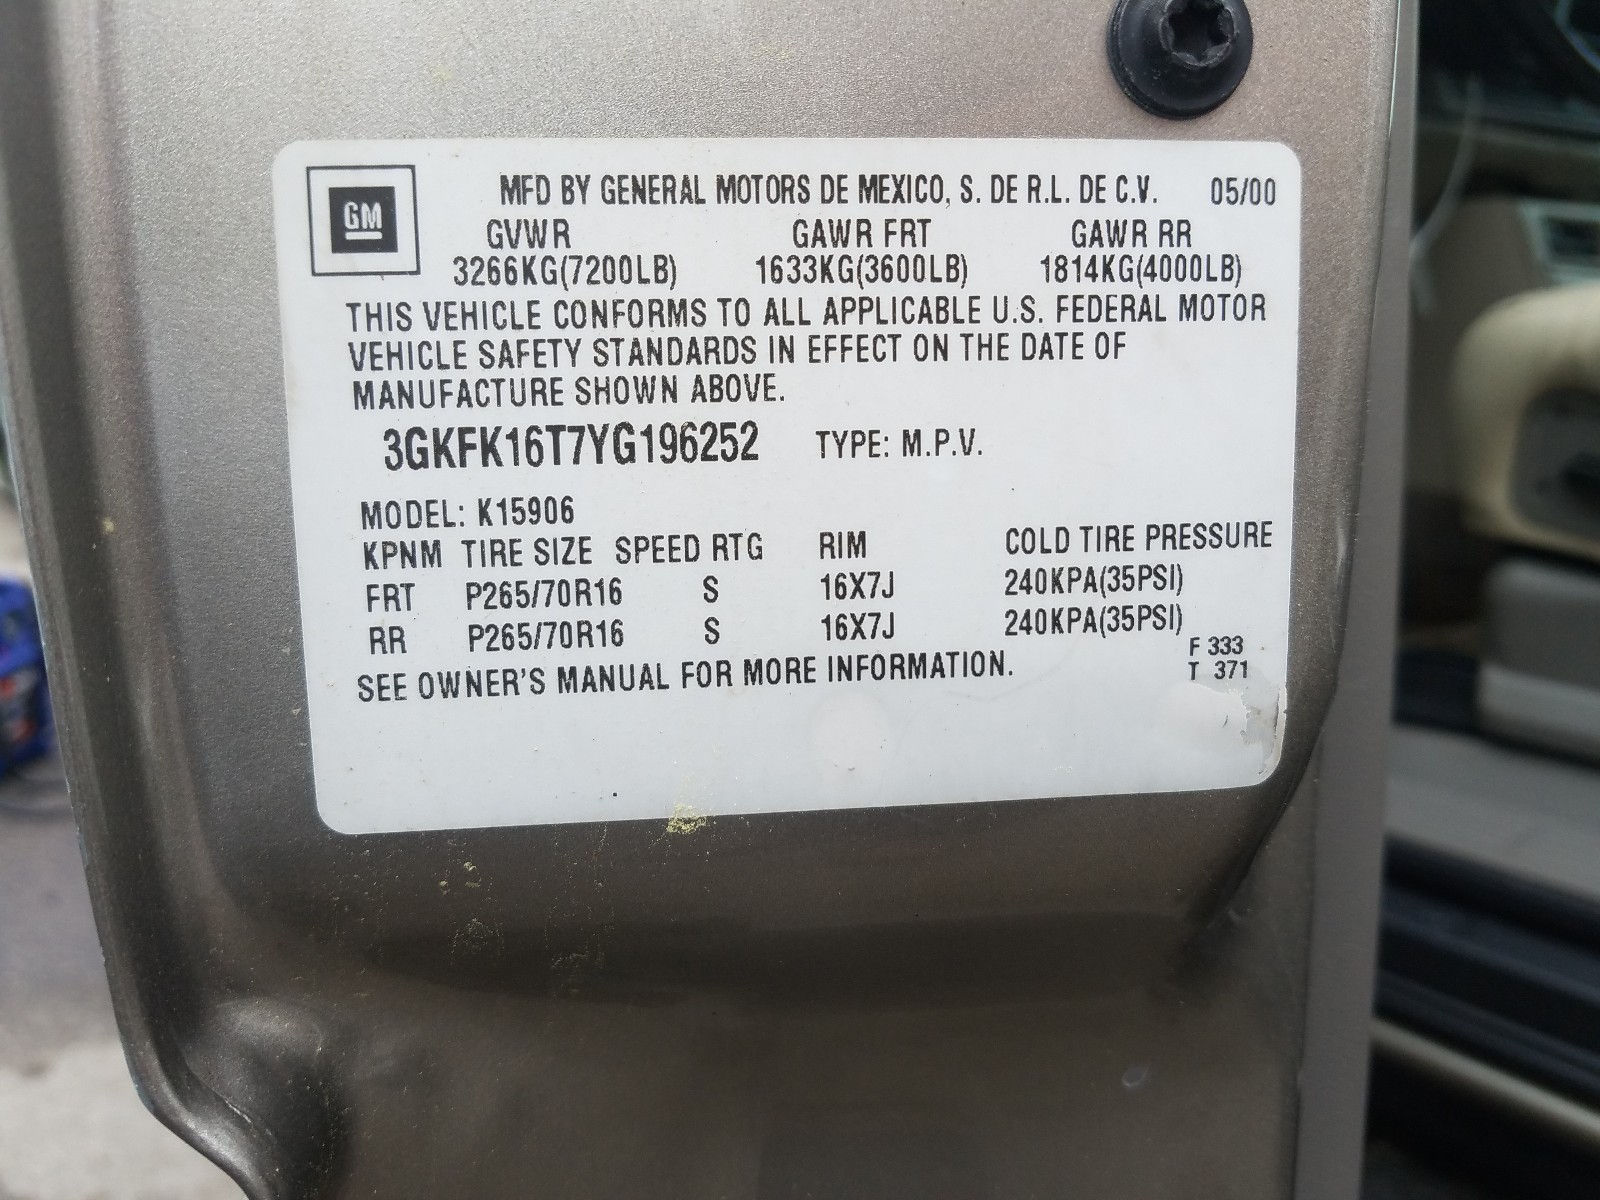 GM
MFD BY GENERAL MOTORS DE MEXICO, S. DE R.L. DE C.V. 05/00
GVWR GAWR FRT GAWR RR
3266KG(7200LB) 1633KG(3600LB) 1814KG(4000LB)
THIS VEHICLE CONFORMS TO ALL APPLICABLE U.S. FEDERAL MOTOR
VEHICLE SAFETY STANDARDS IN EFFECT ON THE DATE OF
MANUFACTURE SHOWN ABOVE.
3GKFK16T7YG196252 TYPE: M.P.V.
MODEL: K15906
KPNM TIRE SIZE SPEED RTG RIM COLD TIRE PRESSURE
FRT P265/70R16 S 16X7J 240KPA(35PSI)
RR P265/70R16 S 16X7J 240KPA(35PSI)
F 333
T 371
SEE OWNER'S MANUAL FOR MORE INFORMATION.